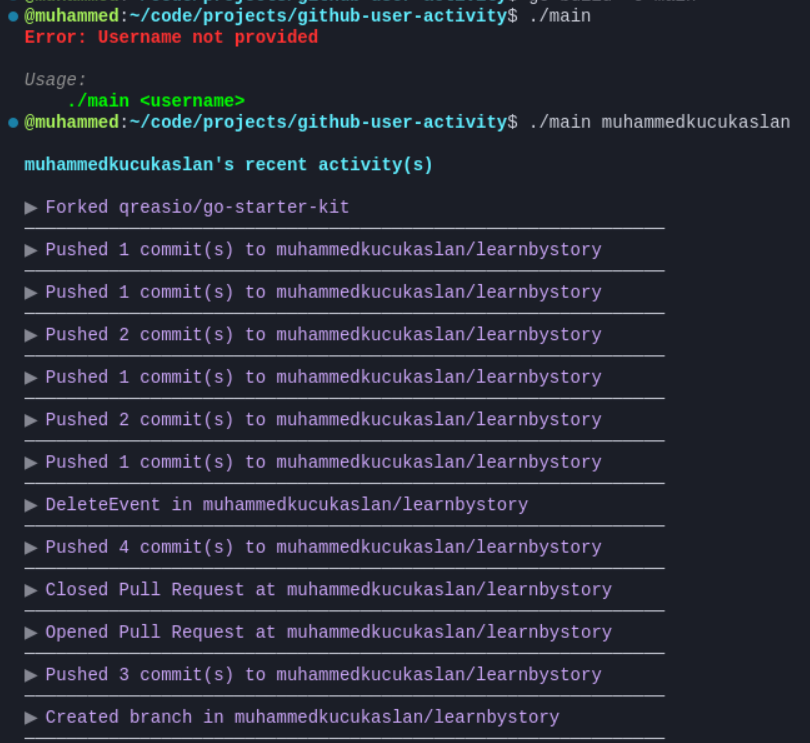 @muhammed:~/code/projects/github-user-activity$ ./main
Error: Username not provided
Usage:
./main <username>
@muhammed:~/code/projects/github-user-activity$ ./main muhammedkucukaslan
muhammedkucukaslan's recent activity(s)
▶ Forked qreasio/go-starter-kit
▶ Pushed 1 commit(s) to muhammedkucukaslan/learnbystory
▶ Pushed 1 commit(s) to muhammedkucukaslan/learnbystory
▶ Pushed 2 commit(s) to muhammedkucukaslan/learnbystory
▶ Pushed 1 commit(s) to muhammedkucukaslan/learnbystory
▶ Pushed 2 commit(s) to muhammedkucukaslan/learnbystory
▶ Pushed 1 commit(s) to muhammedkucukaslan/learnbystory
▶ DeleteEvent in muhammedkucukaslan/learnbystory
▶ Pushed 4 commit(s) to muhammedkucukaslan/learnbystory
▶ Closed Pull Request at muhammedkucukaslan/learnbystory
▶ Opened Pull Request at muhammedkucukaslan/learnbystory
▶ Pushed 3 commit(s) to muhammedkucukaslan/learnbystory
▶ Created branch in muhammedkucukaslan/learnbystory